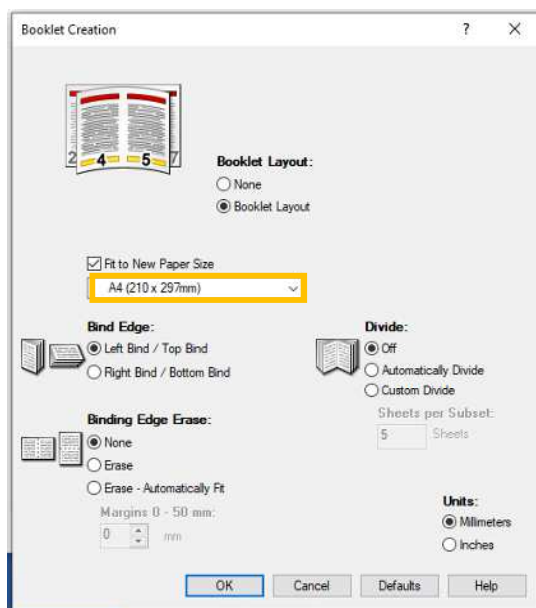 Booklet Creation ?
2 4 5 7
Booklet Layout:
None
Booklet Layout
Fit to New Paper Size
A4 (210 x 297mm)
Bind Edge:
Left Bind / Top Bind
Right Bind / Bottom Bind
Divide:
Off
Automatically Divide
Custom Divide
Sheets per Subset:
5 Sheets
Binding Edge Erase:
None
Erase
Erase - Automatically Fit
Margins 0 - 50 mm:
0 mm
Units:
Millimeters
Inches
OK Cancel Defaults Help